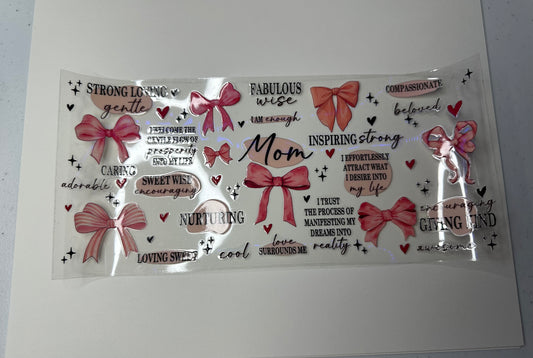 STRONG LOVING
gentle
FABULOUS
wise
I AM enough
COMPASSIONATE
beloved
I WELCOME THE
GENTLE FLOW OF
prosperity
INTO MY LIFE
Mom
INSPIRING strong
I EFFORTLESSLY
ATTRACT WHAT
I DESIRE INTO
my life
CARING
adorable
SWEET WISE
encouraging
NURTURING
I TRUST
THE PROCESS OF
MANIFESTING MY
DREAMS INTO
reality
encouraging
GIVING KIND
awesome
LOVING SWEET
cool
love
SURROUNDS ME